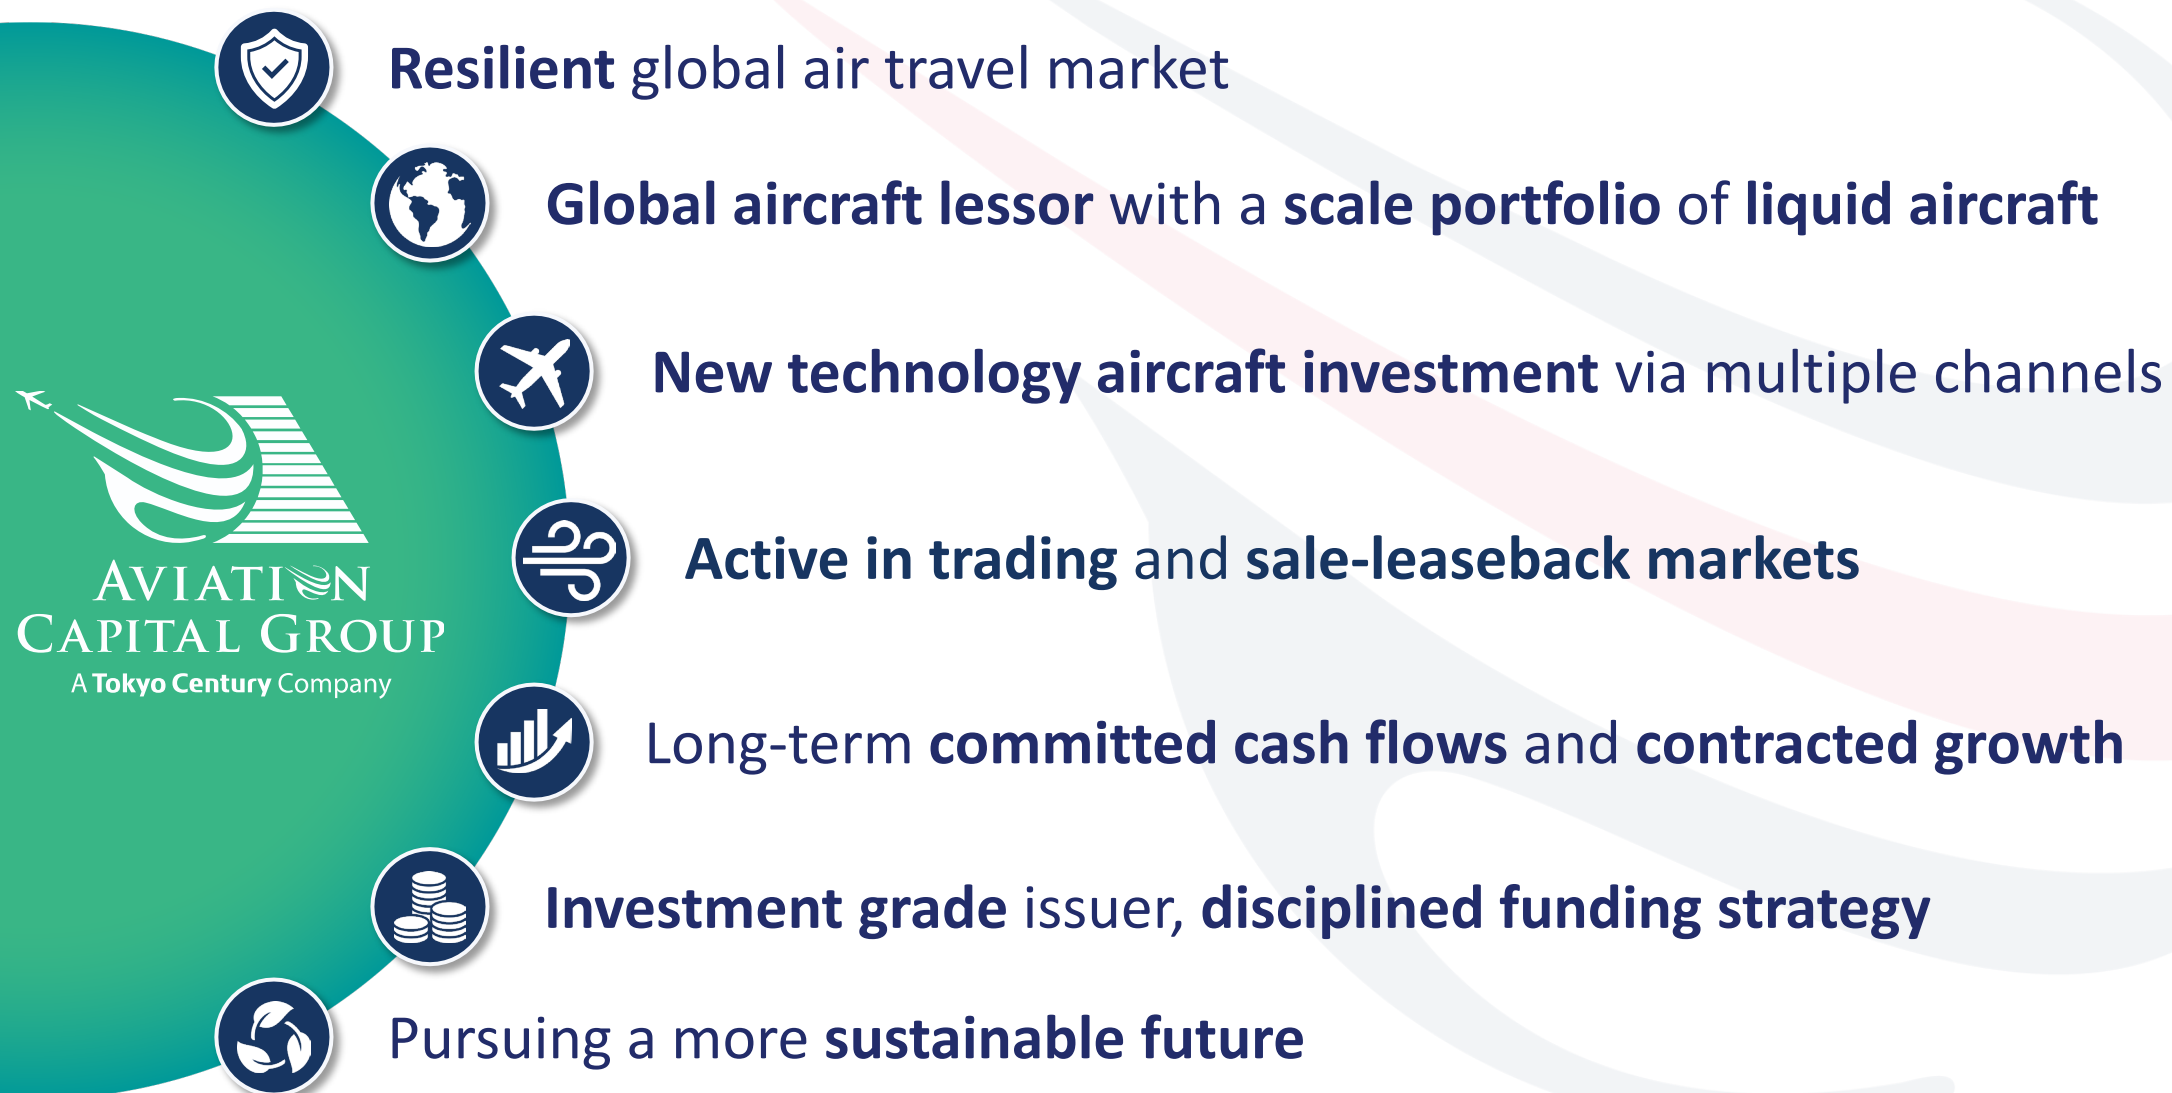 Resilient global air travel market
Global aircraft lessor with a scale portfolio of liquid aircraft
New technology aircraft investment via multiple channels
Active in trading and sale-leaseback markets
Long-term committed cash flows and contracted growth
Investment grade issuer, disciplined funding strategy
Pursuing a more sustainable future
AVIATION
CAPITAL GROUP
A Tokyo Century Company